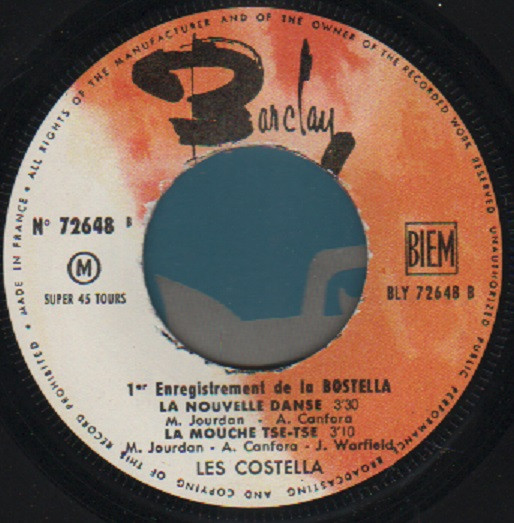 ALL RIGHTS OF THE MANUFACTURER AND OF THE OWNER OF THE RECORDED WORK RESERVED UNAUTHORIZED PUBLIC PERFORMANCE BROADCASTING AND COPYING OF THIS RECORD PROHIBITED • MADE IN FRANCE •
Barclay
N° 72648 B
M
SUPER 45 TOURS
BIEM
BLY 72648 B
1er Enregistrement de la BOSTELLA
LA NOUVELLE DANSE 3'30
M. Jourdan - A. Canfora
LA MOUCHE TSE-TSE 3'10
M. Jourdan - A. Canfora - J. Warfield
LES COSTELLA